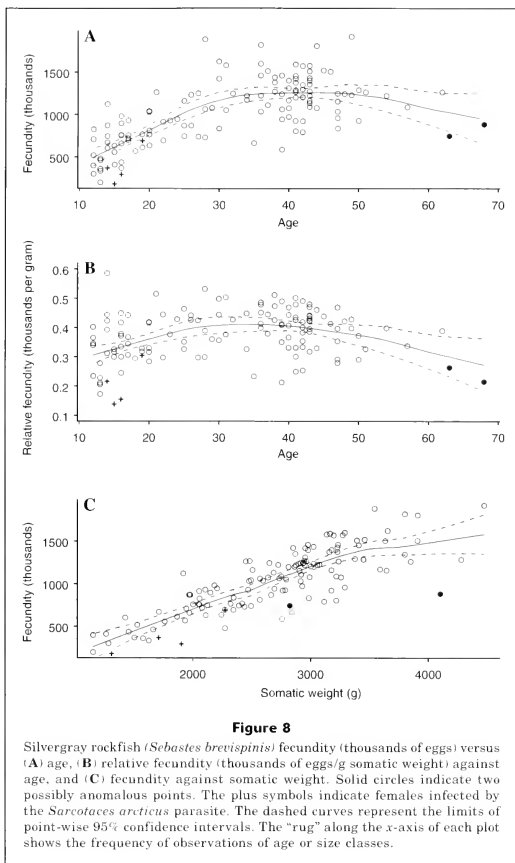 A
Fecundity (thousands)
1500
1000
500
10 20 30 40 50 60 70
Age
B
Relative fecundity (thousands per gram)
0.6
0.5
0.4
0.3
0.2
0.1
10 20 30 40 50 60 70
Age
C
Fecundity (thousands)
1500
1000
500
2000 3000 4000
Somatic weight (g)
Figure 8
Silvergray rockfish (Sebastes brevispinis) fecundity (thousands of eggs) versus
(A) age, (B) relative fecundity (thousands of eggs/g somatic weight) against
age, and (C) fecundity against somatic weight. Solid circles indicate two
possibly anomalous points. The plus symbols indicate females infected by
the Sarcotaces arcticus parasite. The dashed curves represent the limits of
point-wise 95% confidence intervals. The "rug" along the x-axis of each plot
shows the frequency of observations of age or size classes.